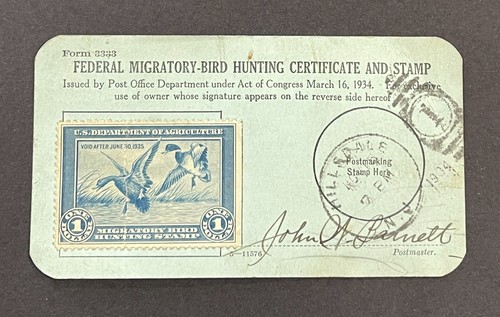 Form 3333
FEDERAL MIGRATORY-BIRD HUNTING CERTIFICATE AND STAMP
Issued by Post Office Department under Act of Congress March 16, 1934. For exclusive
use of owner whose signature appears on the reverse side hereof
U.S. DEPARTMENT OF AGRICULTURE
VOID AFTER JUNE 30, 1935
ONE
1
DOLLAR
ONE
1
DOLLAR
MIGRATORY BIRD
HUNTING STAMP
HILLSDALE
PM
1934
Postmarking
Stamp Here
John
5—11576
Postmaster.